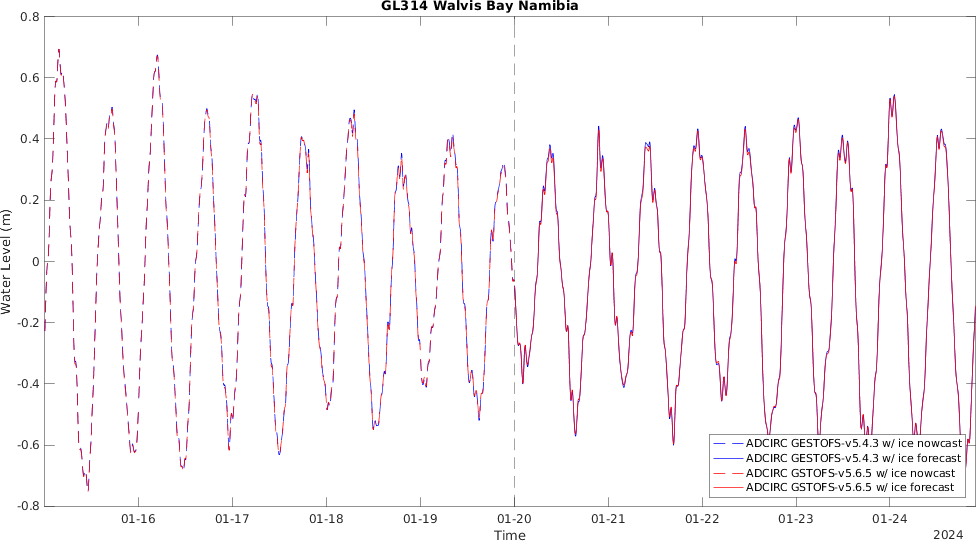 GL314 Walvis Bay Namibia
0.8
0.6
0.4
0.2
0
-0.2
-0.4
-0.6
-0.8
Water Level (m)
01-16 01-17 01-18 01-19 01-20 01-21 01-22 01-23 01-24
Time
2024
ADCIRC GESTOFS-v5.4.3 w/ ice nowcast
ADCIRC GESTOFS-v5.4.3 w/ ice forecast
ADCIRC GSTOFS-v5.6.5 w/ ice nowcast
ADCIRC GSTOFS-v5.6.5 w/ ice forecast